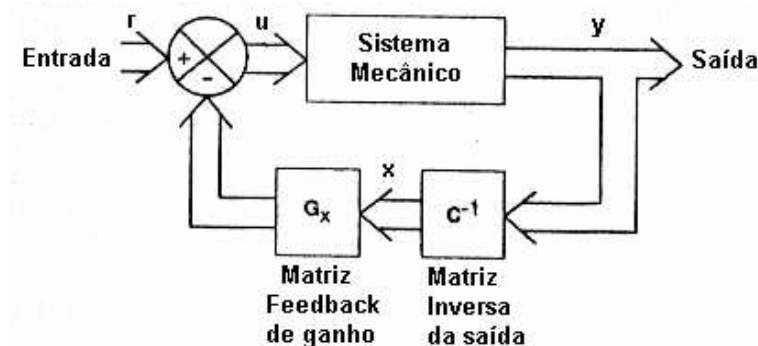 r
u
y
Entrada
+
-
Sistema
Mecânico
Saída
x
Gx
C-1
Matriz
Feedback
de ganho
Matriz
Inversa
da saída